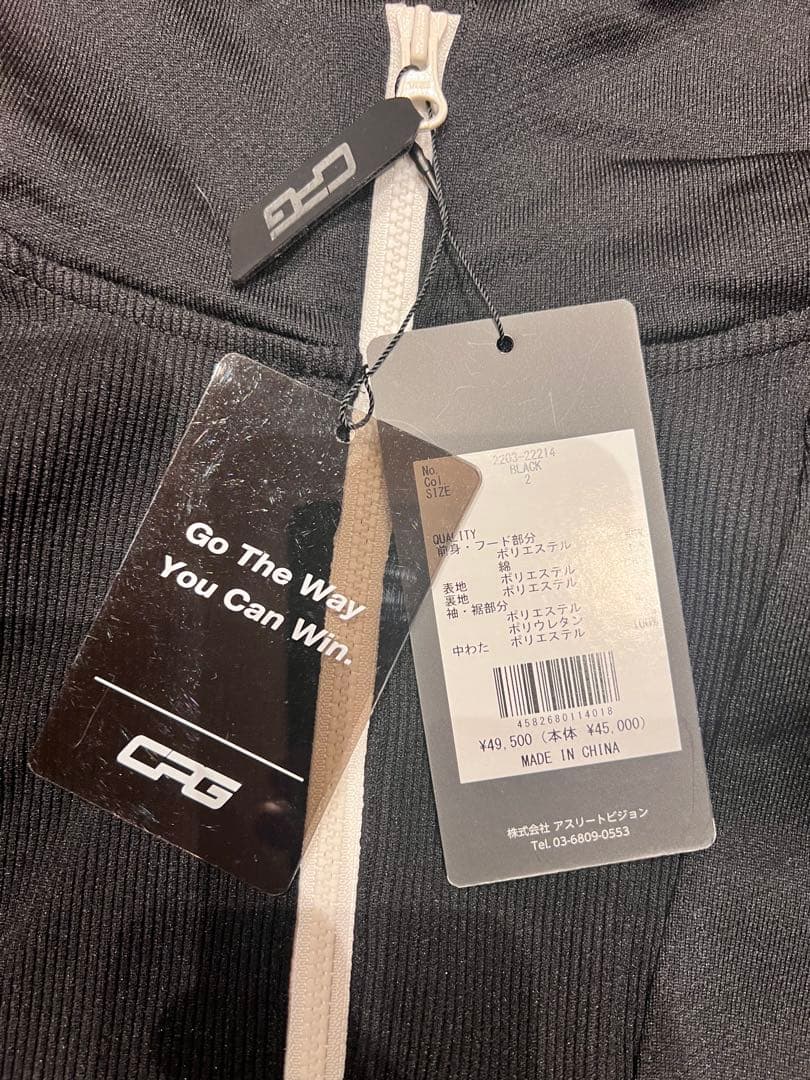 CPG
Go The Way
You Can Win.
CPG
No. 2203-22214
Col. BLACK
SIZE 2
QUALITY
前身・フード部分
ポリエステル
綿
表地 ポリエステル
裏地 ポリエステル
袖・裾部分
ポリエステル
ポリウレタン
中わた ポリエステル 100%
4582680114018
¥49,500 (本体 ¥45,000)
MADE IN CHINA
株式会社 アスリートビジョン
Tel. 03-6809-0553